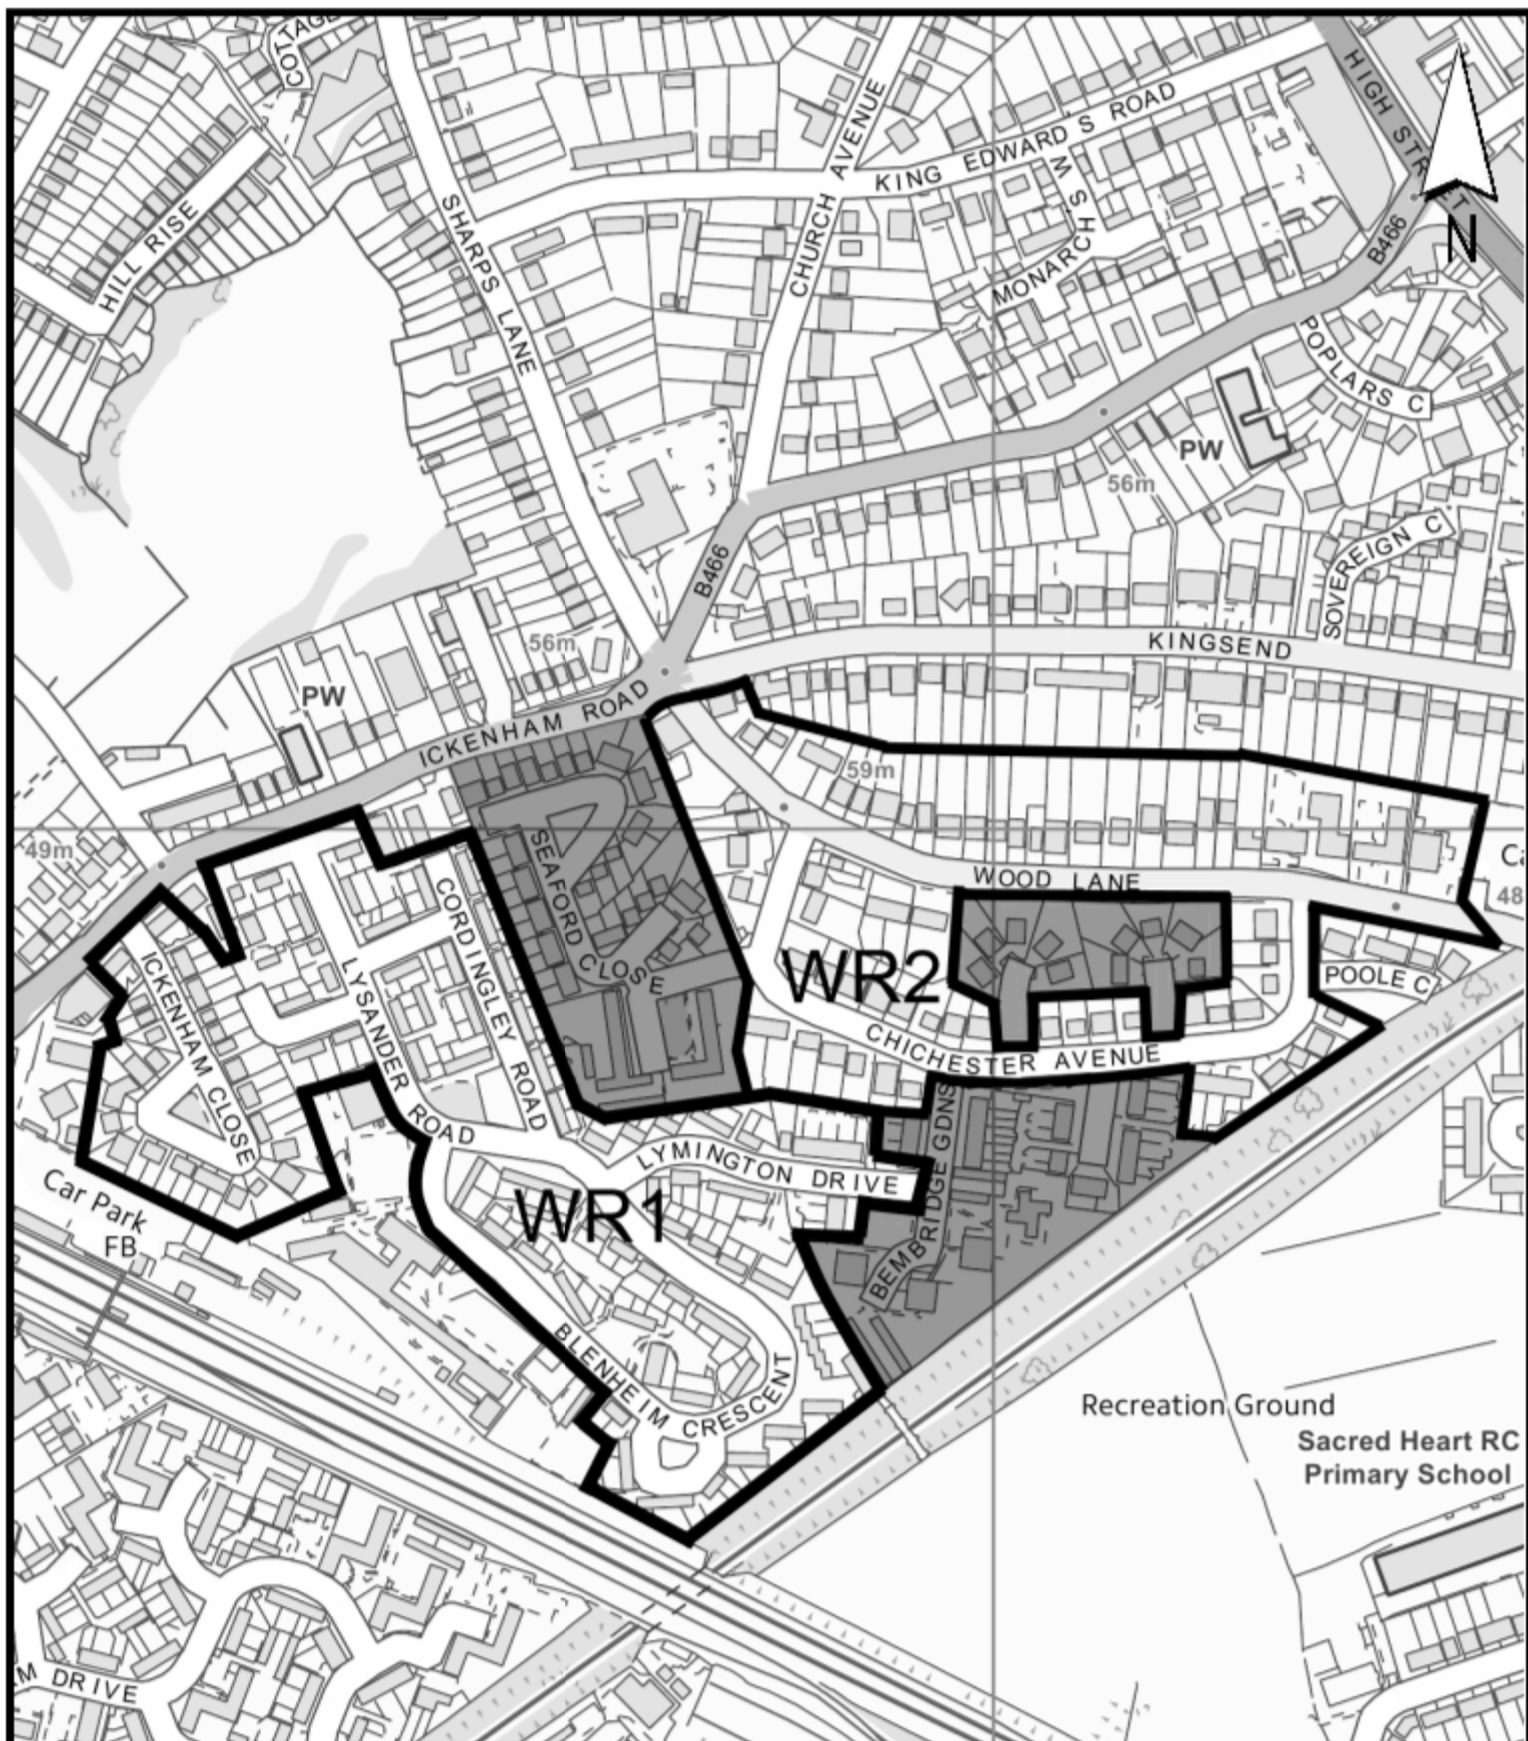 COTTAGE
HIGH STREET
N
HILL RISE
SHARPS LANE
CHURCH AVENUE
KING EDWARD S ROAD
MONARCH S
M
B466
POPLARS C
PW
56m
SOVEREIGN C
B466
KINGSEND
56m
PW
ICKENHAM ROAD
59m
49m
SEAFORD CLOSE
WOOD LANE
48
CORDINGLEY ROAD
WR2
POOLE C
ICKENHAM CLOSE
LYSANDER ROAD
CHICHESTER AVENUE
LYMINGTON DRIVE
BEMBRIDGE GDNS
Car Park
FB
WR1
BLENHEIM CRESCENT
Recreation Ground
Sacred Heart RC
Primary School
M DRIVE